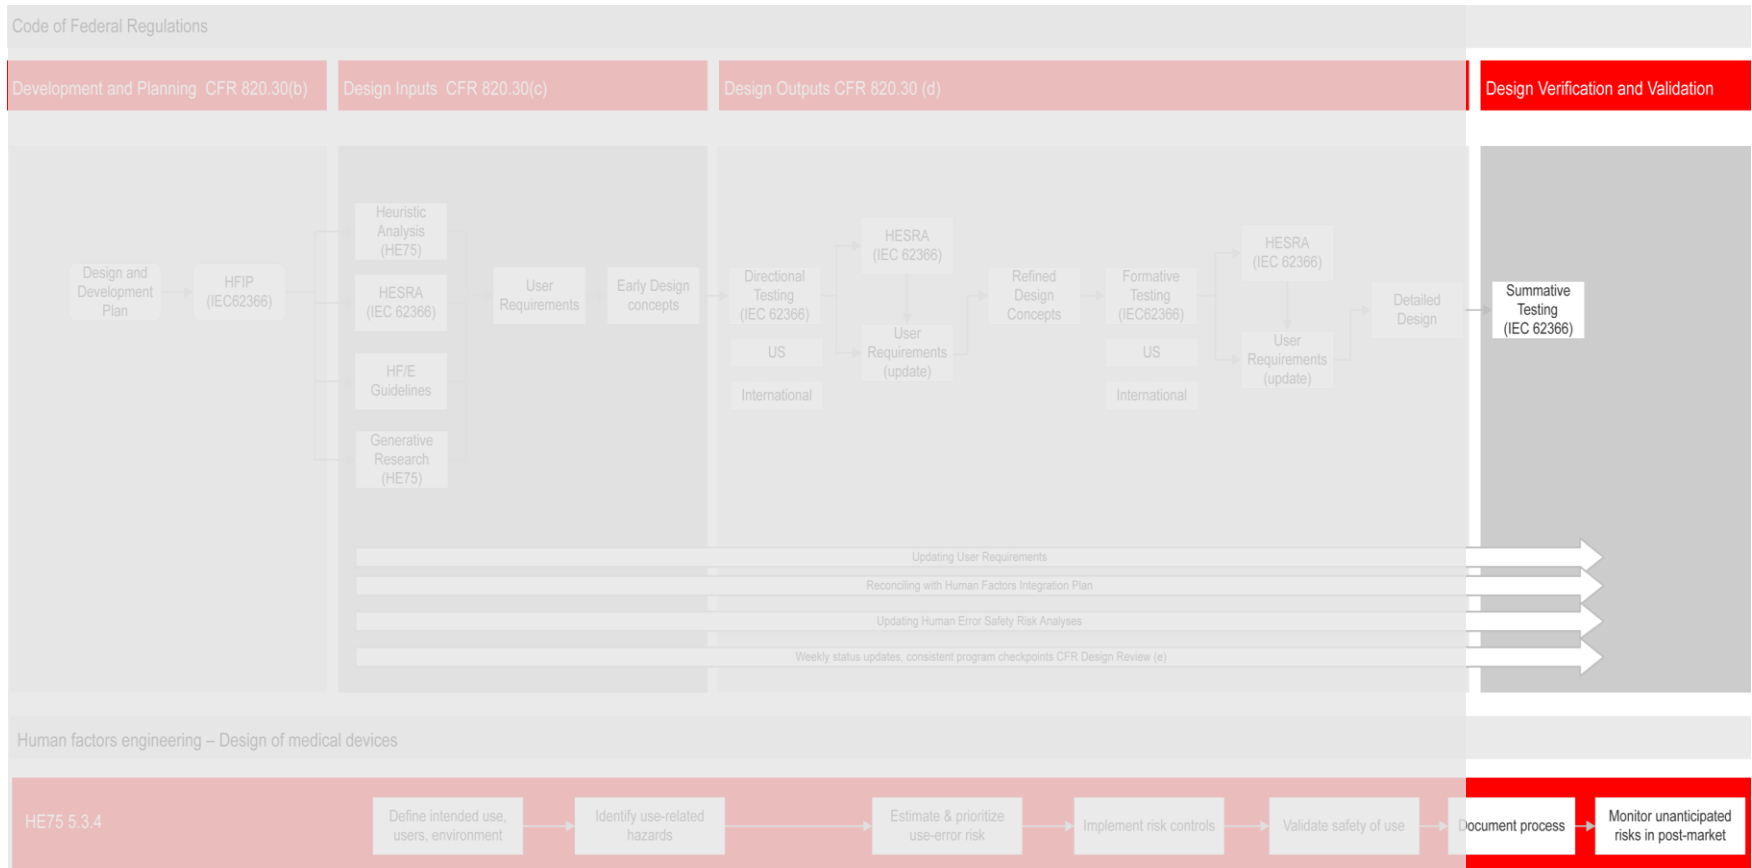 Code of Federal Regulations
Development and Planning CFR 820.30(b)
Design Inputs CFR 820.30(c)
Design Outputs CFR 820.30 (d)
Design Verification and Validation
Design and
Development
Plan
HFIP
(IEC62366)
Heuristic
Analysis
(HE75)
HESRA
(IEC 62366)
HF/E
Guidelines
Generative
Research
(HE75)
User
Requirements
Early Design
concepts
Directional
Testing
(IEC 62366)
US
International
HESRA
(IEC 62366)
User
Requirements
(update)
Refined
Design
Concepts
Formative
Testing
(IEC62366)
US
International
HESRA
(IEC 62366)
User
Requirements
(update)
Detailed
Design
Summative
Testing
(IEC 62366)
Updating User Requirements
Reconciling with Human Factors Integration Plan
Updating Human Error Safety Risk Analyses
Weekly status updates, consistent program checkpoints CFR Design Review (e)
Human factors engineering – Design of medical devices
HE75 5.3.4
Define intended use,
users, environment
Identify use-related
hazards
Estimate & prioritize
use-error risk
Implement risk controls
Validate safety of use
Document process
Monitor unanticipated
risks in post-market